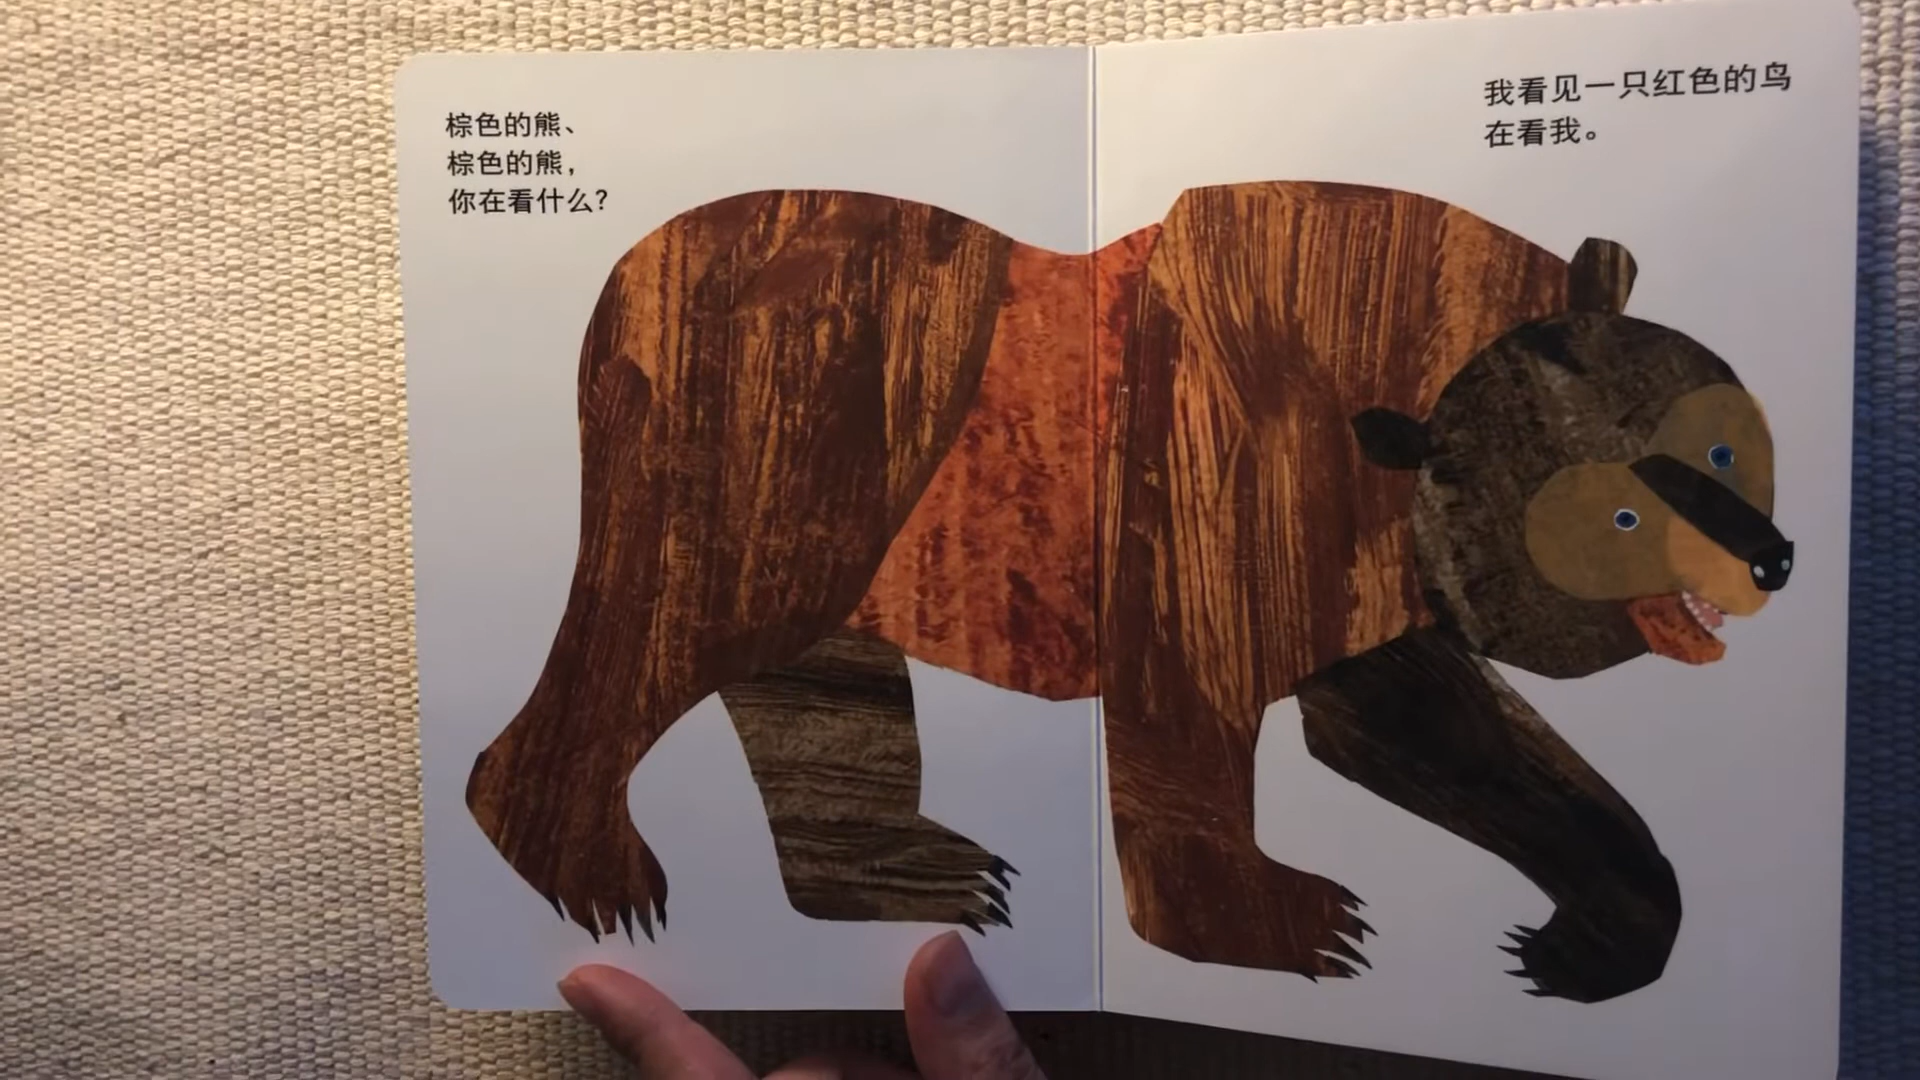 棕色的熊、
棕色的熊，
你在看什么？
我看见一只红色的鸟
在看我。